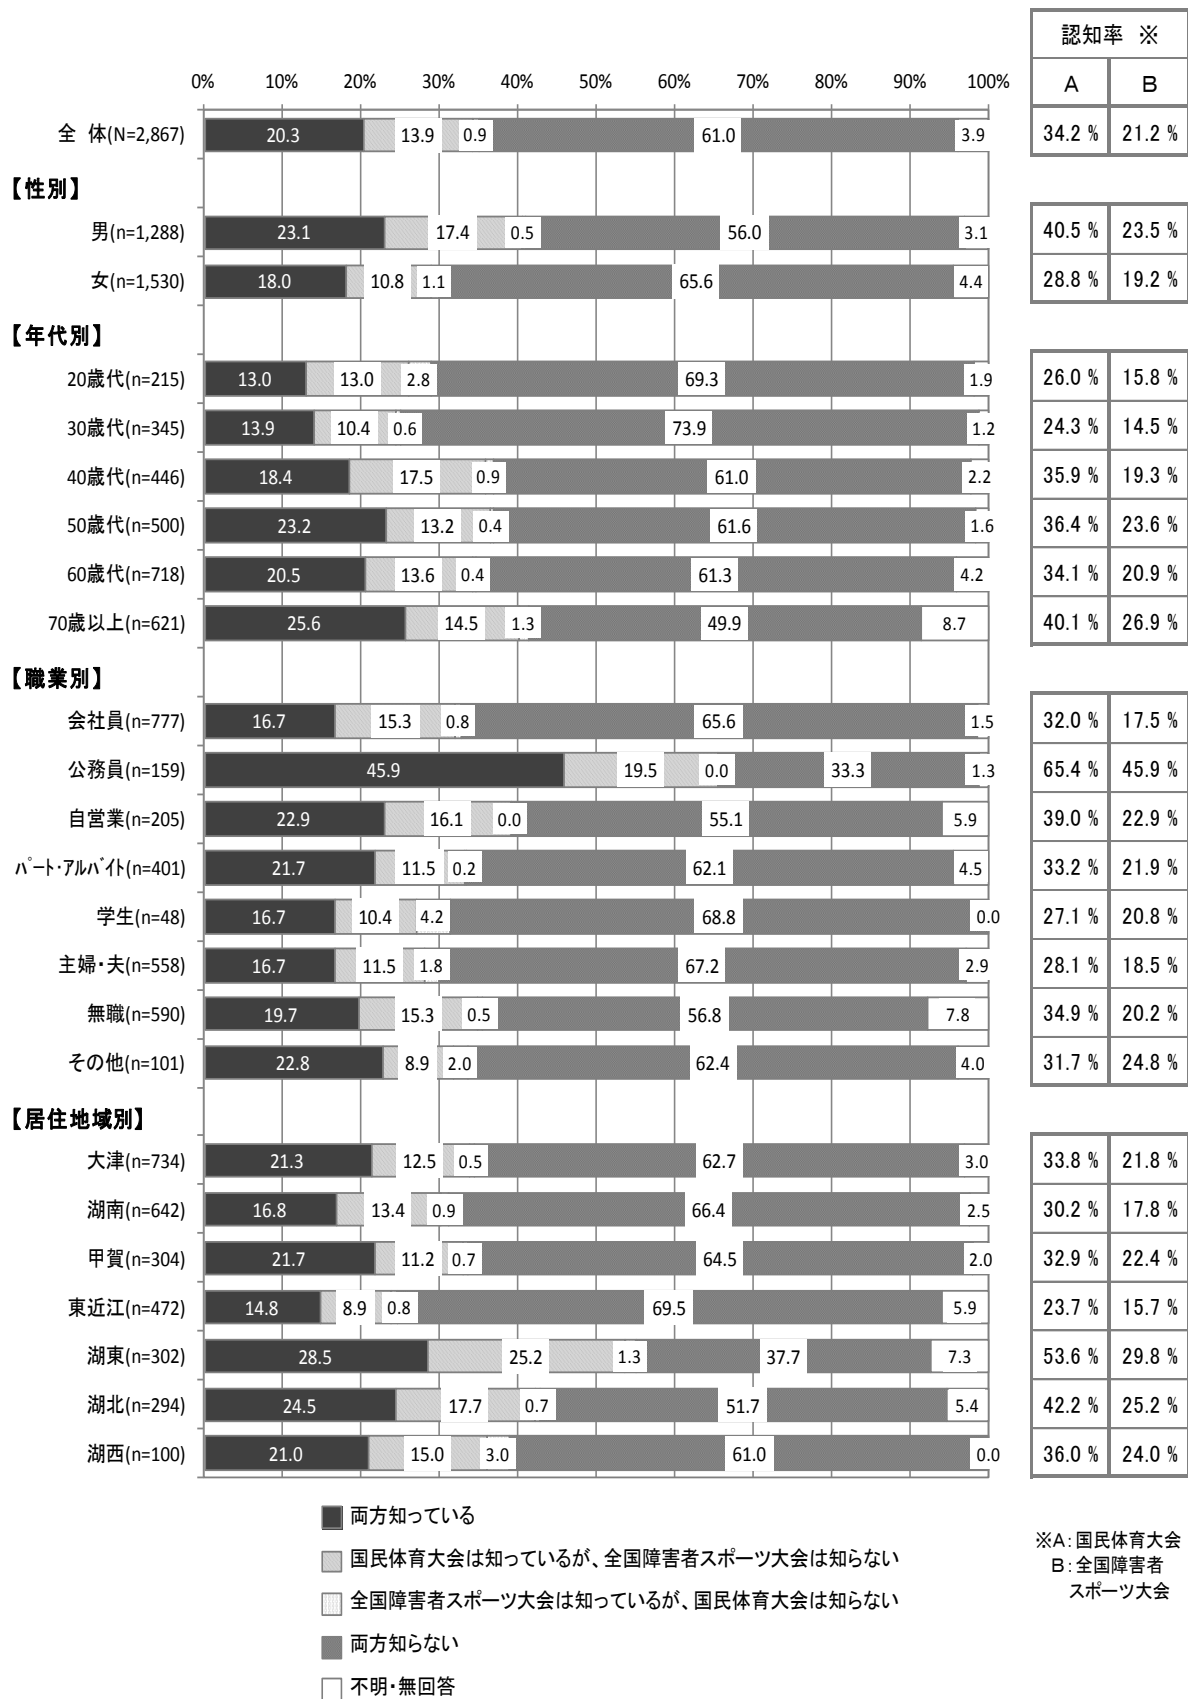 認知率 ※
0% 10% 20% 30% 40% 50% 60% 70% 80% 90% 100% A B
全 体(N=2,867) 20.3 13.9 0.9 61.0 3.9 34.2 % 21.2 %
【性別】
男(n=1,288) 23.1 17.4 0.5 56.0 3.1 40.5 % 23.5 %
女(n=1,530) 18.0 10.8 1.1 65.6 4.4 28.8 % 19.2 %
【年代別】
20歳代(n=215) 13.0 13.0 2.8 69.3 1.9 26.0 % 15.8 %
30歳代(n=345) 13.9 10.4 0.6 73.9 1.2 24.3 % 14.5 %
40歳代(n=446) 18.4 17.5 0.9 61.0 2.2 35.9 % 19.3 %
50歳代(n=500) 23.2 13.2 0.4 61.6 1.6 36.4 % 23.6 %
60歳代(n=718) 20.5 13.6 0.4 61.3 4.2 34.1 % 20.9 %
70歳以上(n=621) 25.6 14.5 1.3 49.9 8.7 40.1 % 26.9 %
【職業別】
会社員(n=777) 16.7 15.3 0.8 65.6 1.5 32.0 % 17.5 %
公務員(n=159) 45.9 19.5 0.0 33.3 1.3 65.4 % 45.9 %
自営業(n=205) 22.9 16.1 0.0 55.1 5.9 39.0 % 22.9 %
ﾊﾟｰﾄ･ｱﾙﾊﾞｲﾄ(n=401) 21.7 11.5 0.2 62.1 4.5 33.2 % 21.9 %
学生(n=48) 16.7 10.4 4.2 68.8 0.0 27.1 % 20.8 %
主婦・夫(n=558) 16.7 11.5 1.8 67.2 2.9 28.1 % 18.5 %
無職(n=590) 19.7 15.3 0.5 56.8 7.8 34.9 % 20.2 %
その他(n=101) 22.8 8.9 2.0 62.4 4.0 31.7 % 24.8 %
【居住地域別】
大津(n=734) 21.3 12.5 0.5 62.7 3.0 33.8 % 21.8 %
湖南(n=642) 16.8 13.4 0.9 66.4 2.5 30.2 % 17.8 %
甲賀(n=304) 21.7 11.2 0.7 64.5 2.0 32.9 % 22.4 %
東近江(n=472) 14.8 8.9 0.8 69.5 5.9 23.7 % 15.7 %
湖東(n=302) 28.5 25.2 1.3 37.7 7.3 53.6 % 29.8 %
湖北(n=294) 24.5 17.7 0.7 51.7 5.4 42.2 % 25.2 %
湖西(n=100) 21.0 15.0 3.0 61.0 0.0 36.0 % 24.0 %
両方知っている
国民体育大会は知っているが、全国障害者スポーツ大会は知らない
全国障害者スポーツ大会は知っているが、国民体育大会は知らない
両方知らない
不明・無回答
※A：国民体育大会
B：全国障害者
スポーツ大会